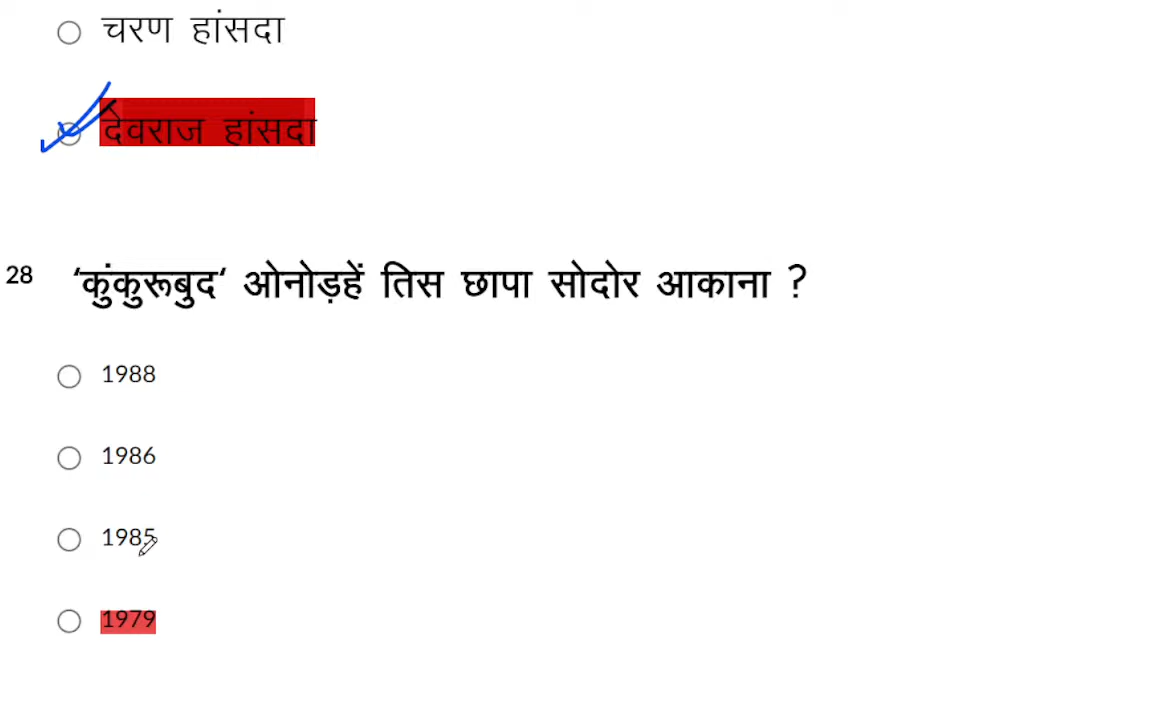 चरण हांसदा
देवराज हांसदा
28 ‘कुंकुरूबुद‘ ओनोड़हें तिस छापा सोदोर आकाना ?
1988
1986
1985
1979